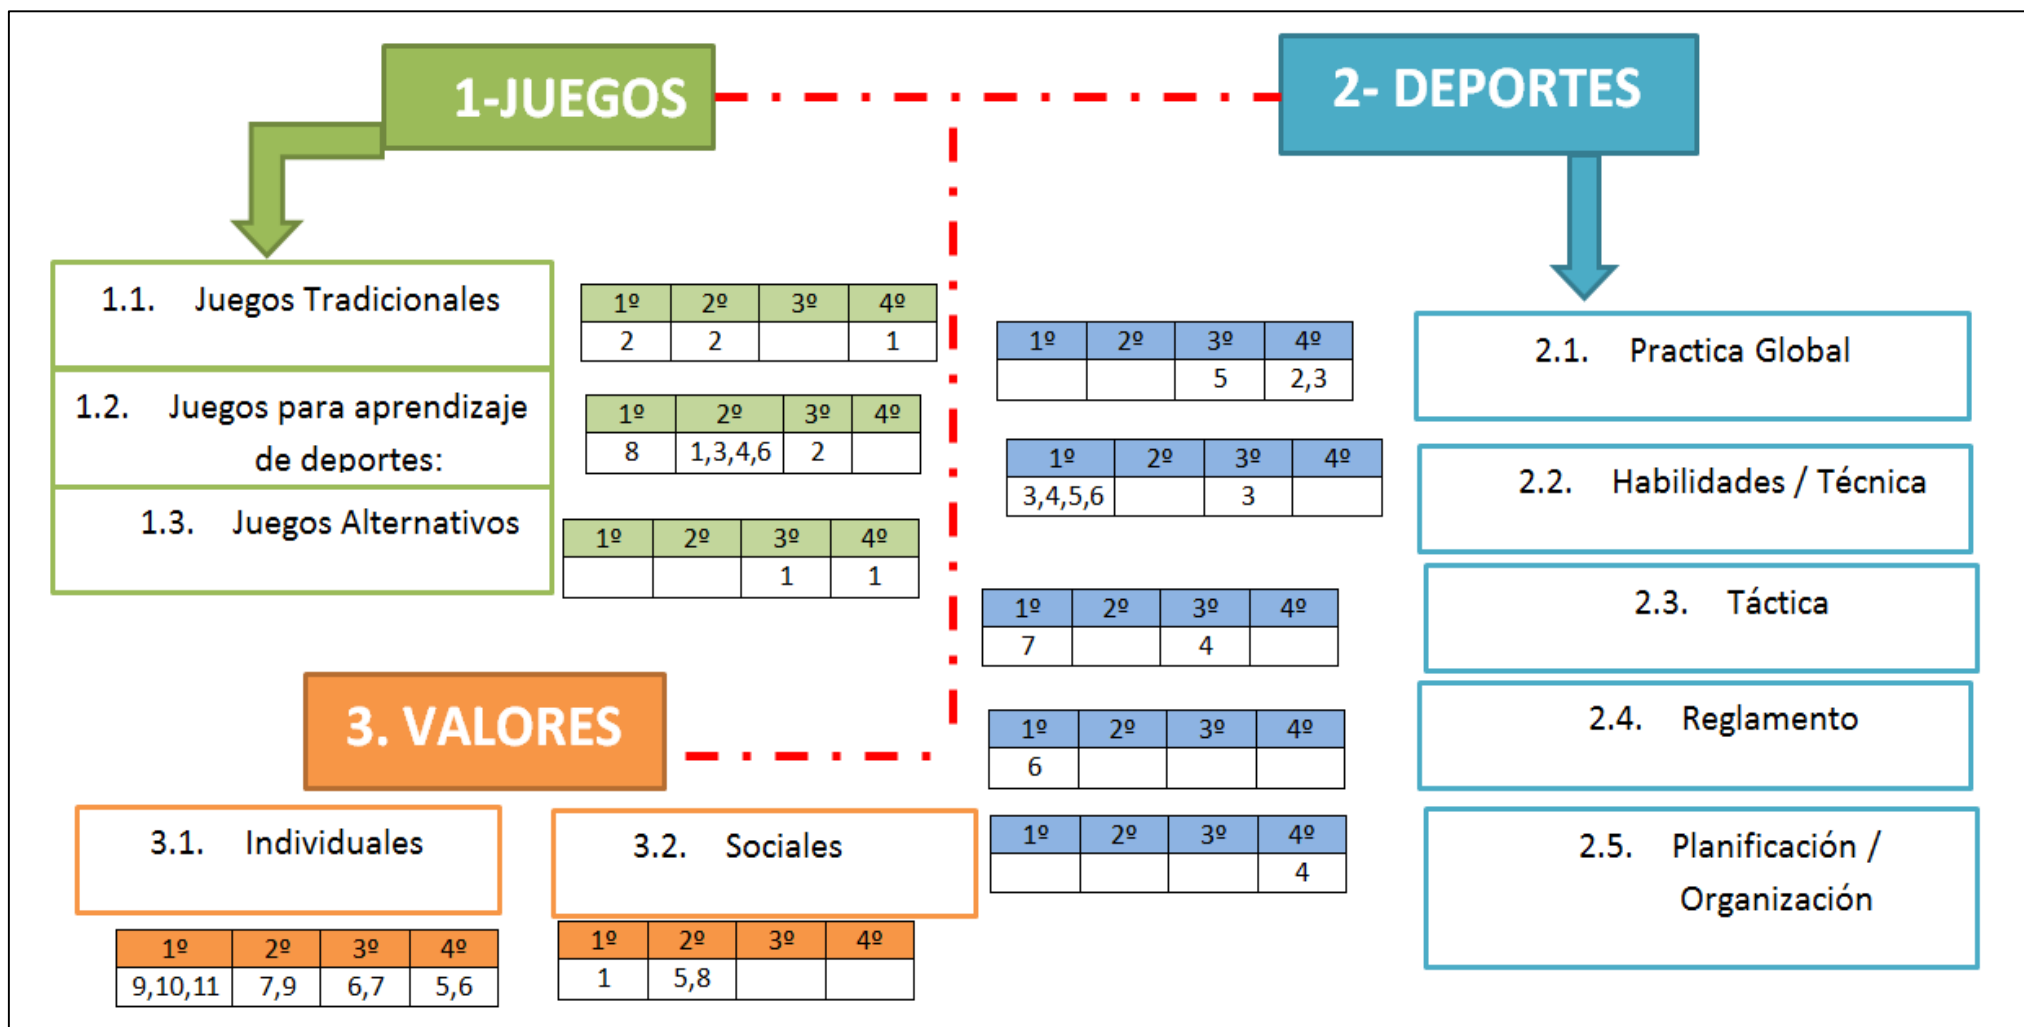 1-JUEGOS
2- DEPORTES
1.1. Juegos Tradicionales
1º 2º 3º 4º
2 2 1
1.2. Juegos para aprendizaje
de deportes:
1º 2º 3º 4º
8 1,3,4,6 2
1.3. Juegos Alternativos
1º 2º 3º 4º
1 1
1º 2º 3º 4º
5 2,3
2.1. Practica Global
1º 2º 3º 4º
3,4,5,6 3
2.2. Habilidades / Técnica
1º 2º 3º 4º
7 4
2.3. Táctica
1º 2º 3º 4º
6
2.4. Reglamento
1º 2º 3º 4º
4
2.5. Planificación /
Organización
3. VALORES
3.1. Individuales
1º 2º 3º 4º
9,10,11 7,9 6,7 5,6
3.2. Sociales
1º 2º 3º 4º
1 5,8